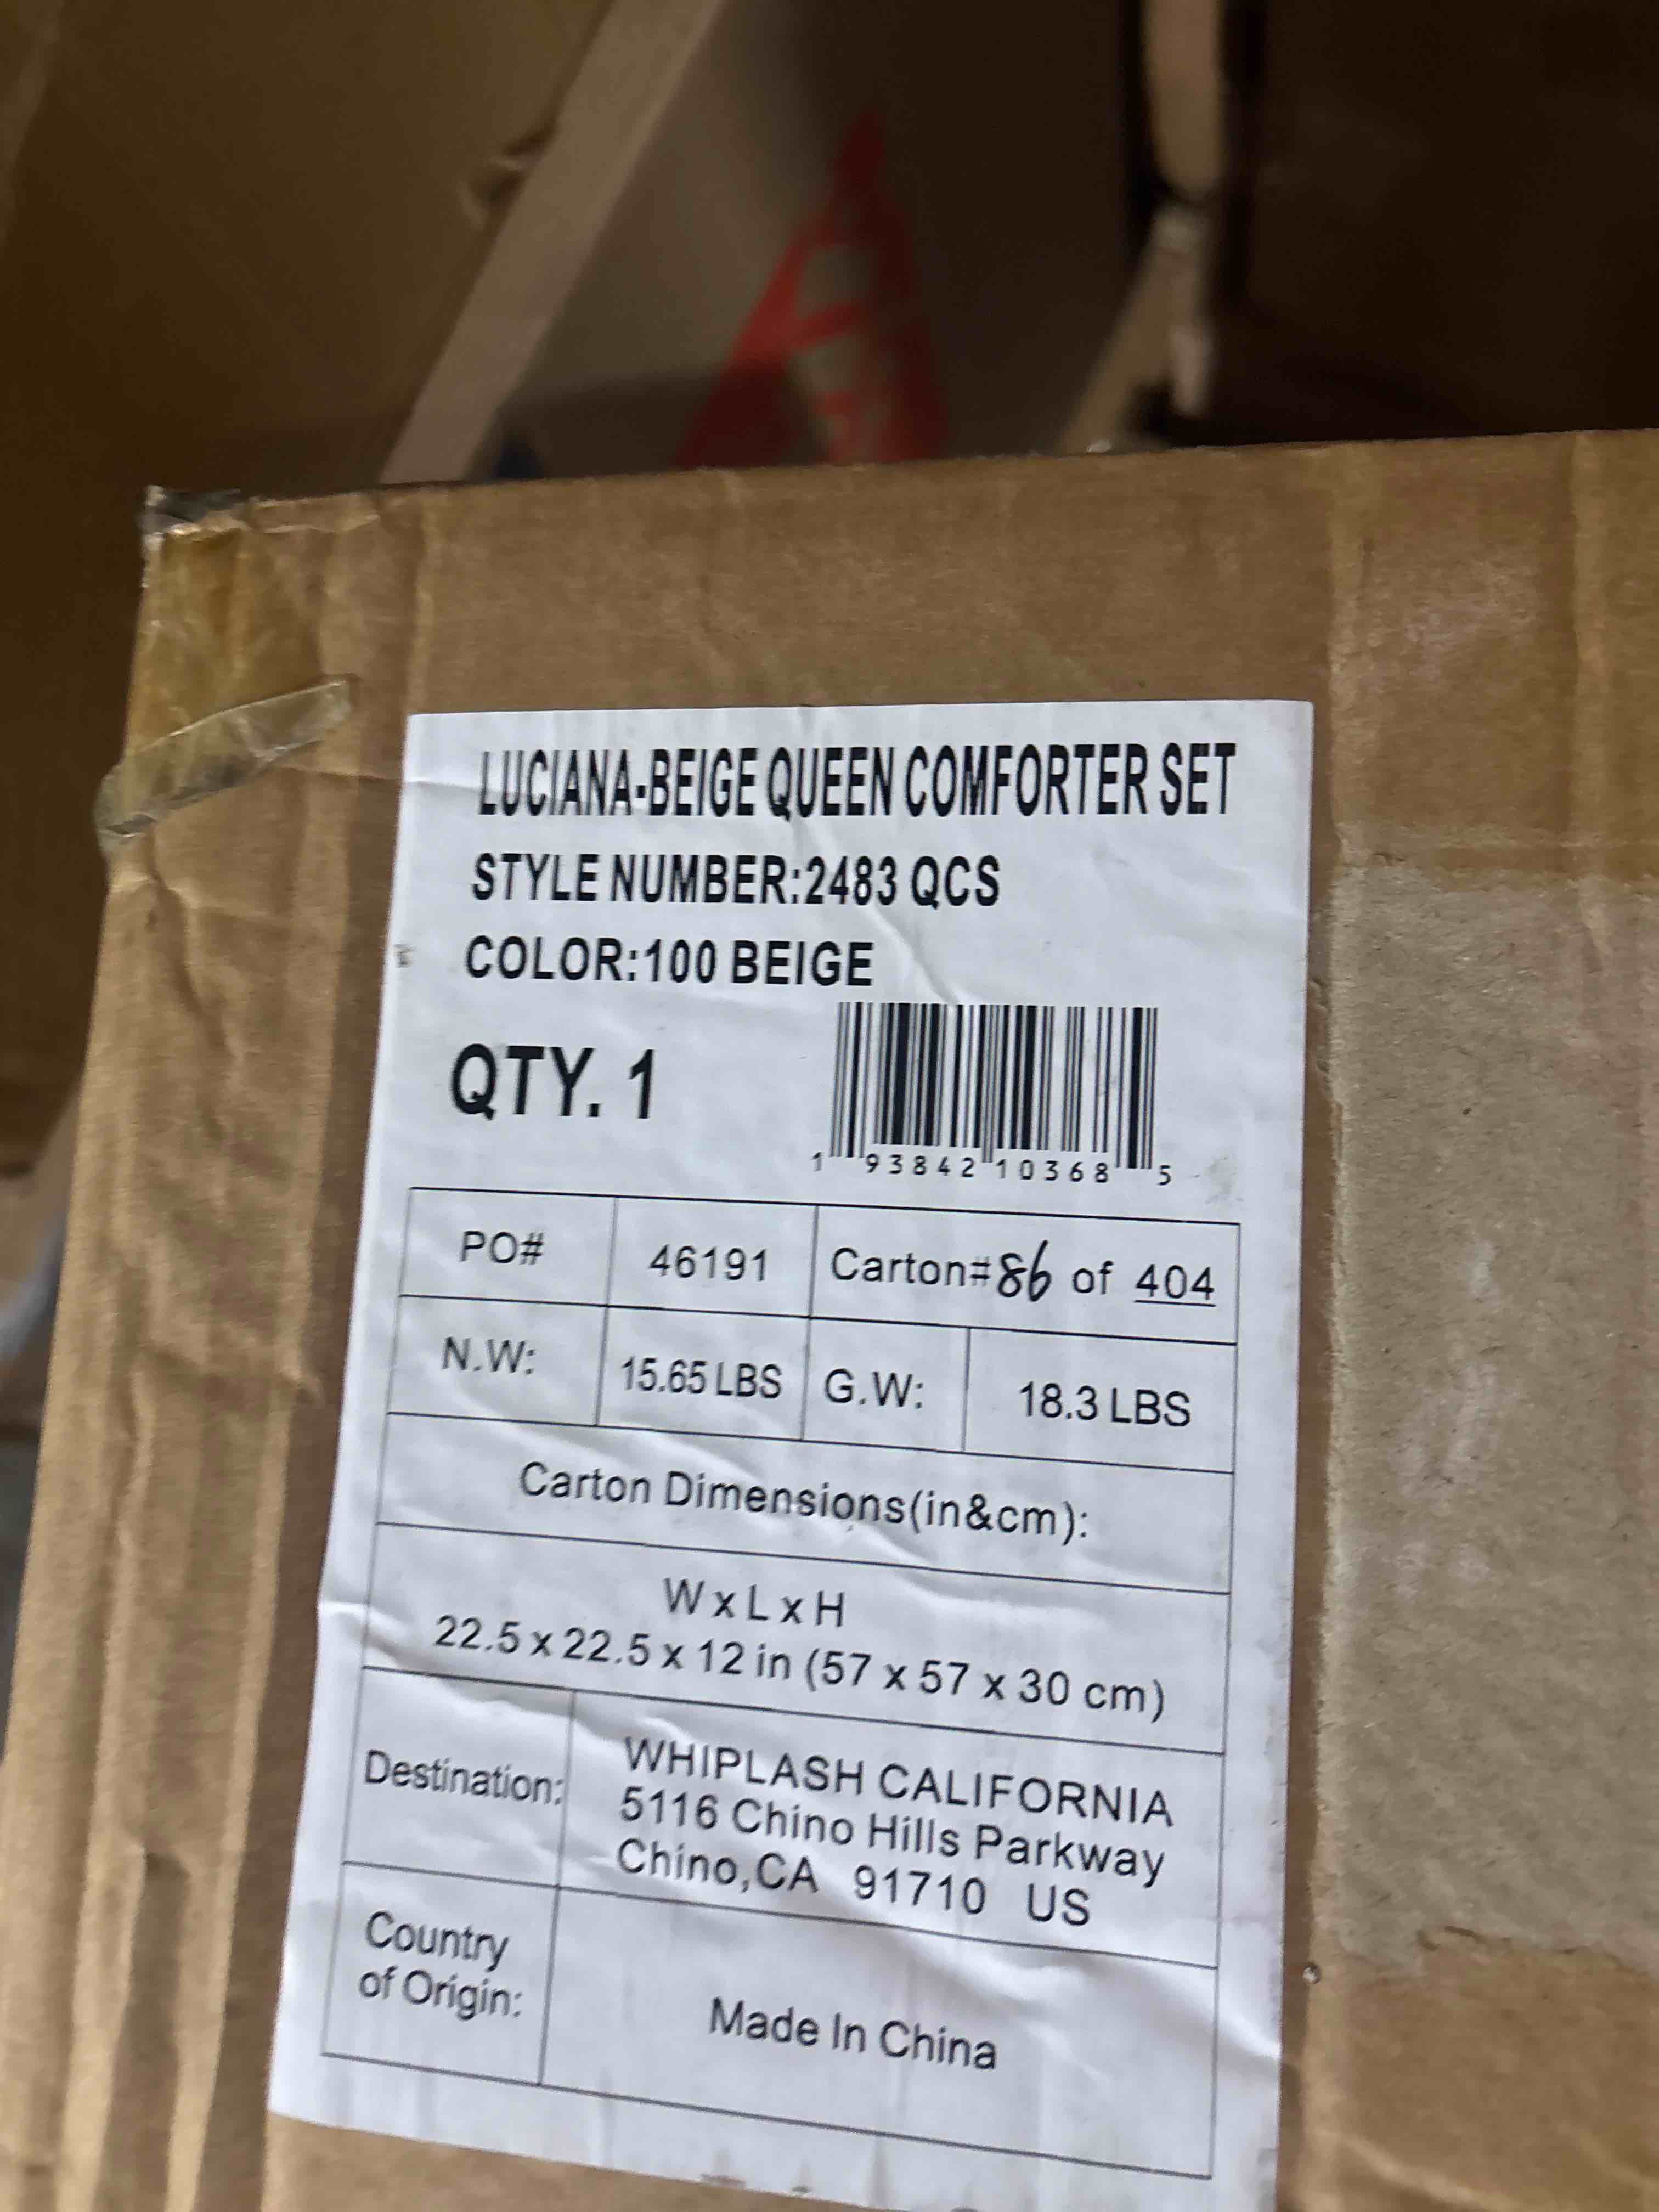 LUCIANA-BEIGE QUEEN COMFORTER SET
STYLE NUMBER:2483 QCS
COLOR:100 BEIGE
QTY. 1
1 93842 10368 5
PO# 46191 Carton#86 of 404
N.W: 15.65 LBS G.W: 18.3 LBS
Carton Dimensions(in&cm):
W x L x H
22.5 x 22.5 x 12 in (57 x 57 x 30 cm)
Destination:
WHIPLASH CALIFORNIA
5116 Chino Hills Parkway
Chino,CA 91710 US
Country
of Origin:
Made In China